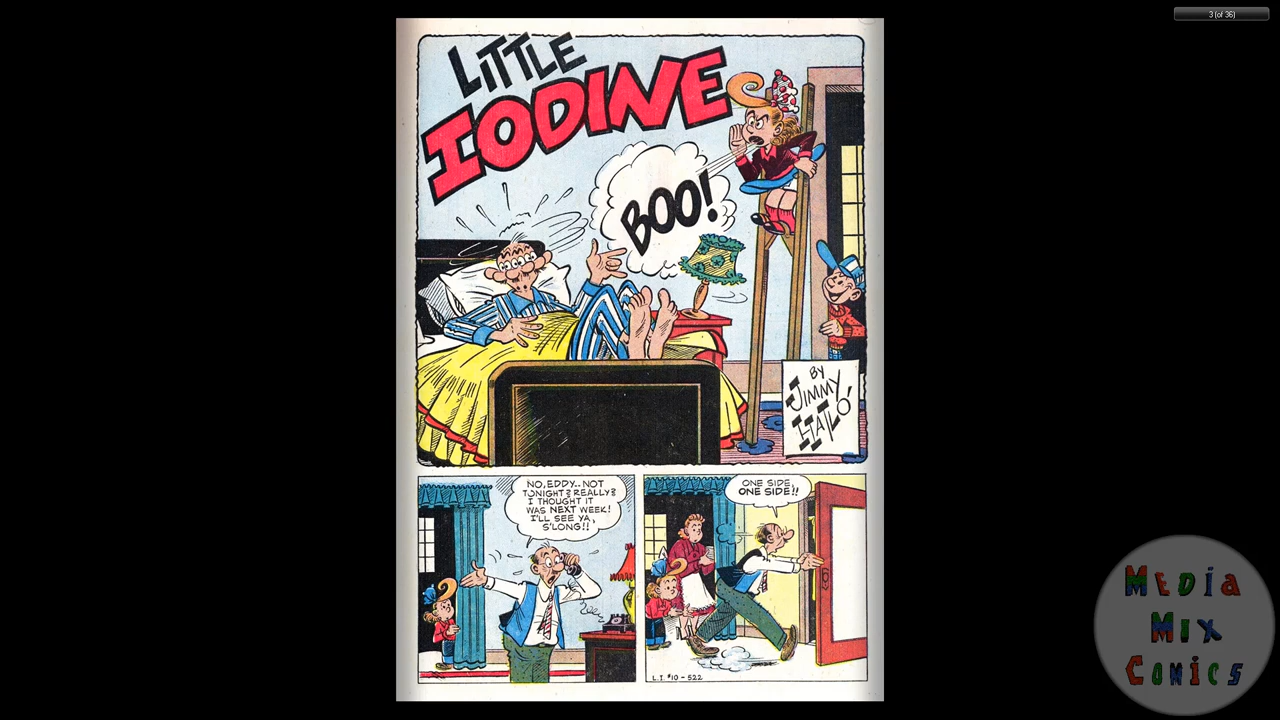 3 (of 36)
LITTLE
IODINE
BOO!
BY
JIMMY
HATLO
NO, EDDY.. NOT
TONIGHT? REALLY?
I THOUGHT IT
WAS NEXT WEEK!
I'LL SEE YA,
S'LONG!!
ONE SIDE,
ONE SIDE!!
L.I. #10 - 522
MEDIA
MIX
COMICS